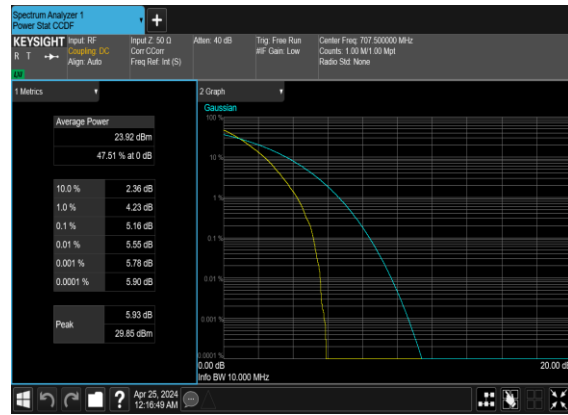 Spectrum Analyzer 1
Power Stat CCDF
+
KEYSIGHT
R T
LXI
Input: RF
Coupling: DC
Align: Auto
Input Z: 50 Ω
Corr CCorr
Freq Ref: Int (S)
Atten: 40 dB
Trig: Free Run
#IF Gain: Low
Center Freq: 707.500000 MHz
Counts: 1.00 M/1.00 Mpt
Radio Std: None
1 Metrics
Average Power
23.92 dBm
47.51 % at 0 dB
10.0 % 2.36 dB
1.0 % 4.23 dB
0.1 % 5.16 dB
0.01 % 5.55 dB
0.001 % 5.78 dB
0.0001 % 5.90 dB
Peak
5.93 dB
29.85 dBm
2 Graph
Gaussian
100 %
10 %
1 %
0.1 %
0.01 %
0.001 %
0.0001 %
0.00 dB
20.00 dB
Info BW 10.000 MHz
?
Apr 25, 2024
12:16:49 AM